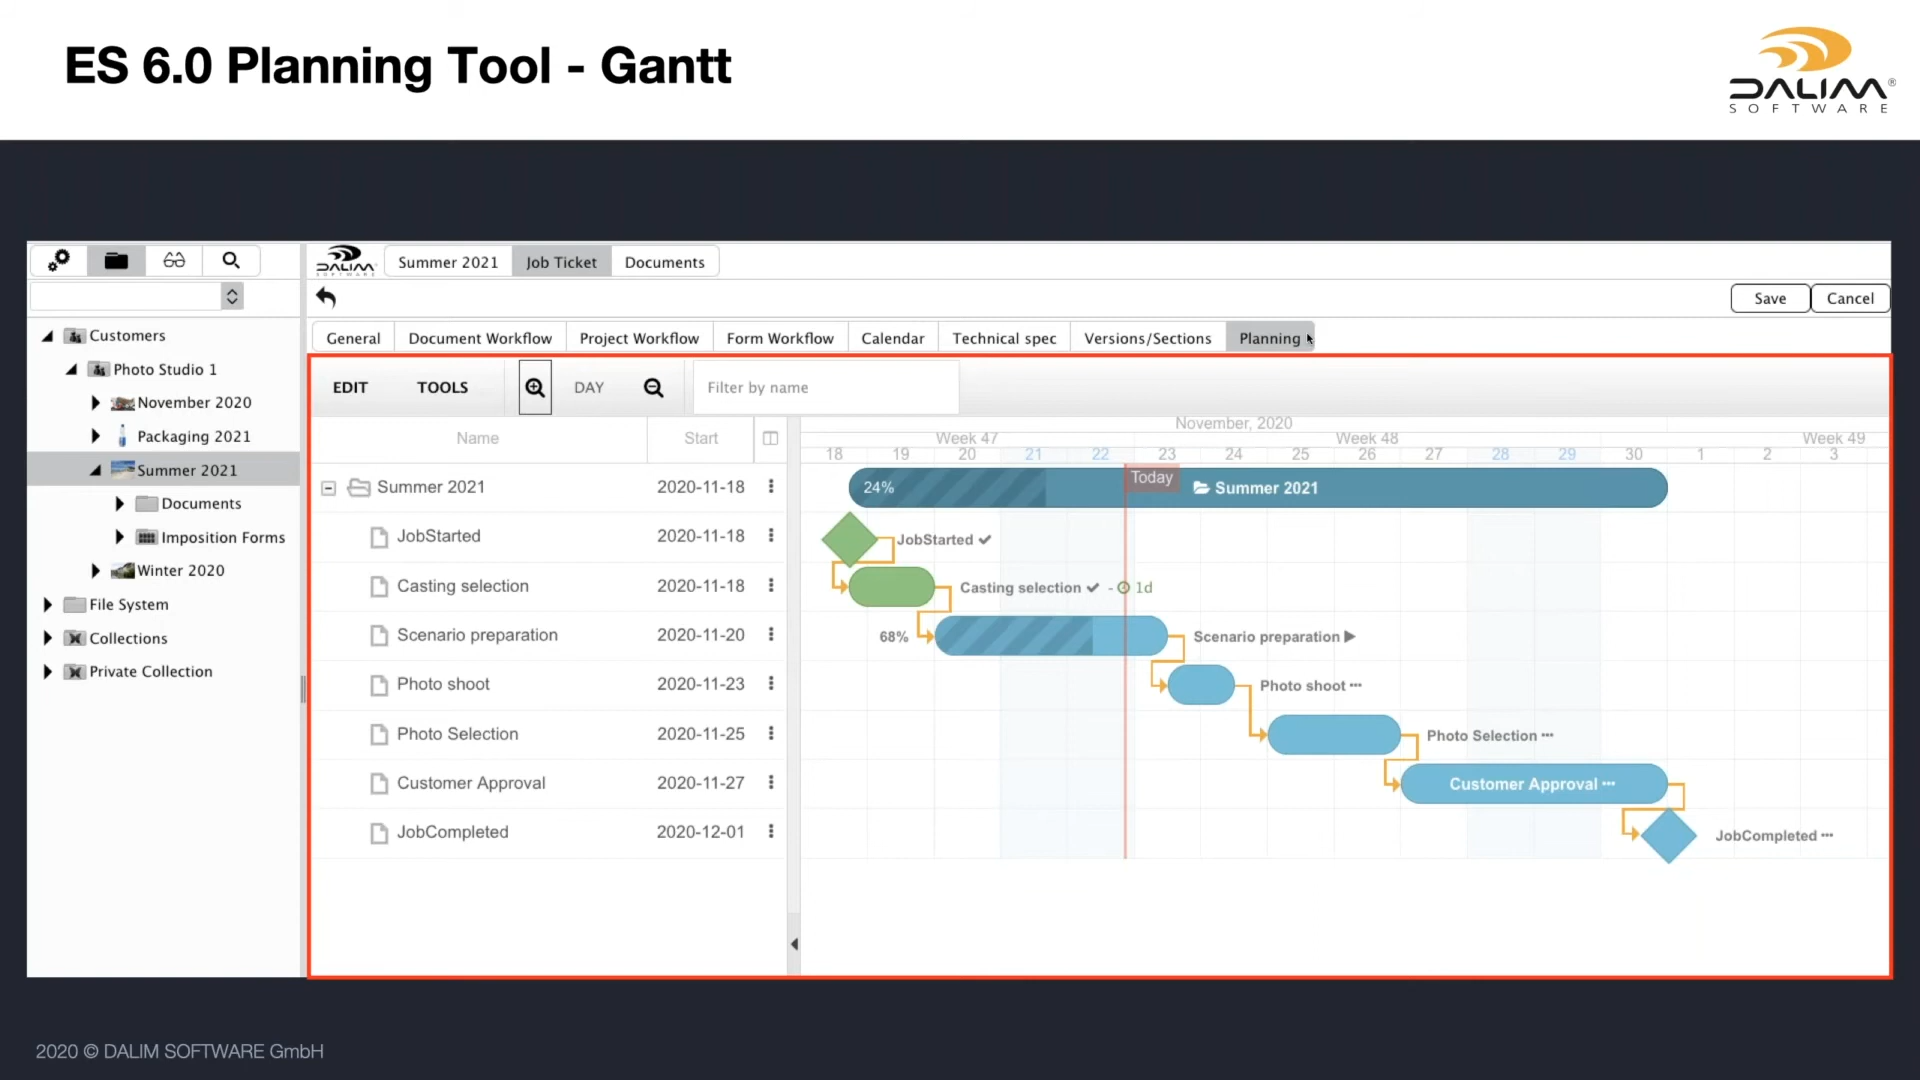 ES 6.0 Planning Tool - Gantt
DALIM®
SOFTWARE
DALIM
SOFTWARE
Summer 2021
Job Ticket
Documents
Save
Cancel
General
Document Workflow
Project Workflow
Form Workflow
Calendar
Technical spec
Versions/Sections
Planning
Customers
Photo Studio 1
November 2020
Packaging 2021
Summer 2021
Documents
Imposition Forms
Winter 2020
File System
Collections
Private Collection
EDIT
TOOLS
DAY
Filter by name
Name
Start
Summer 2021 2020-11-18
JobStarted 2020-11-18
Casting selection 2020-11-18
Scenario preparation 2020-11-20
Photo shoot 2020-11-23
Photo Selection 2020-11-25
Customer Approval 2020-11-27
JobCompleted 2020-12-01
November, 2020
Week 47 Week 48 Week 49
18 19 20 21 22 23 24 25 26 27 28 29 30 1 2 3
24% Today Summer 2021
JobStarted ✔
Casting selection ✔ - 1d
68% Scenario preparation ▶
Photo shoot ···
Photo Selection ···
Customer Approval ···
JobCompleted ···
2020 © DALIM SOFTWARE GmbH